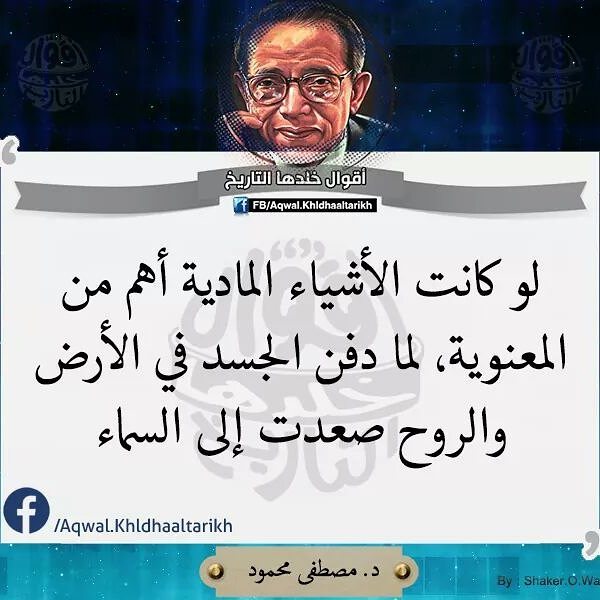 أقوال خلدها التاريخ
FB/Aqwal.Khldhaaltarikh
لو كانت الأشياء المادية أهم من
المعنوية، لما دفن الجسد في الأرض
والروح صعدت إلى السماء
/Aqwal.Khldhaaltarikh
د. مصطفى محمود
By : Shaker.O.Wa